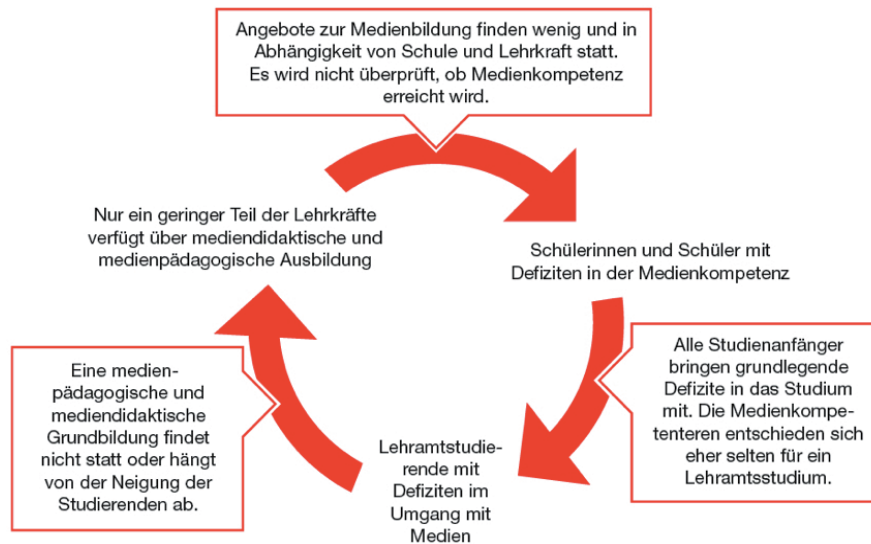 Angebote zur Medienbildung finden wenig und in
Abhängigkeit von Schule und Lehrkraft statt.
Es wird nicht überprüft, ob Medienkompetenz
erreicht wird.
Nur ein geringer Teil der Lehrkräfte
verfügt über mediendidaktische und
medienpädagogische Ausbildung
Schülerinnen und Schüler mit
Defiziten in der Medienkompetenz
Eine medien-
pädagogische und
mediendidaktische
Grundbildung findet
nicht statt oder hängt
von der Neigung der
Studierenden ab.
Lehramtstudie-
rende mit
Defiziten im
Umgang mit
Medien
Alle Studienanfänger
bringen grundlegende
Defizite in das Studium
mit. Die Medienkompe-
tenteren entschieden sich
eher selten für ein
Lehramtsstudium.